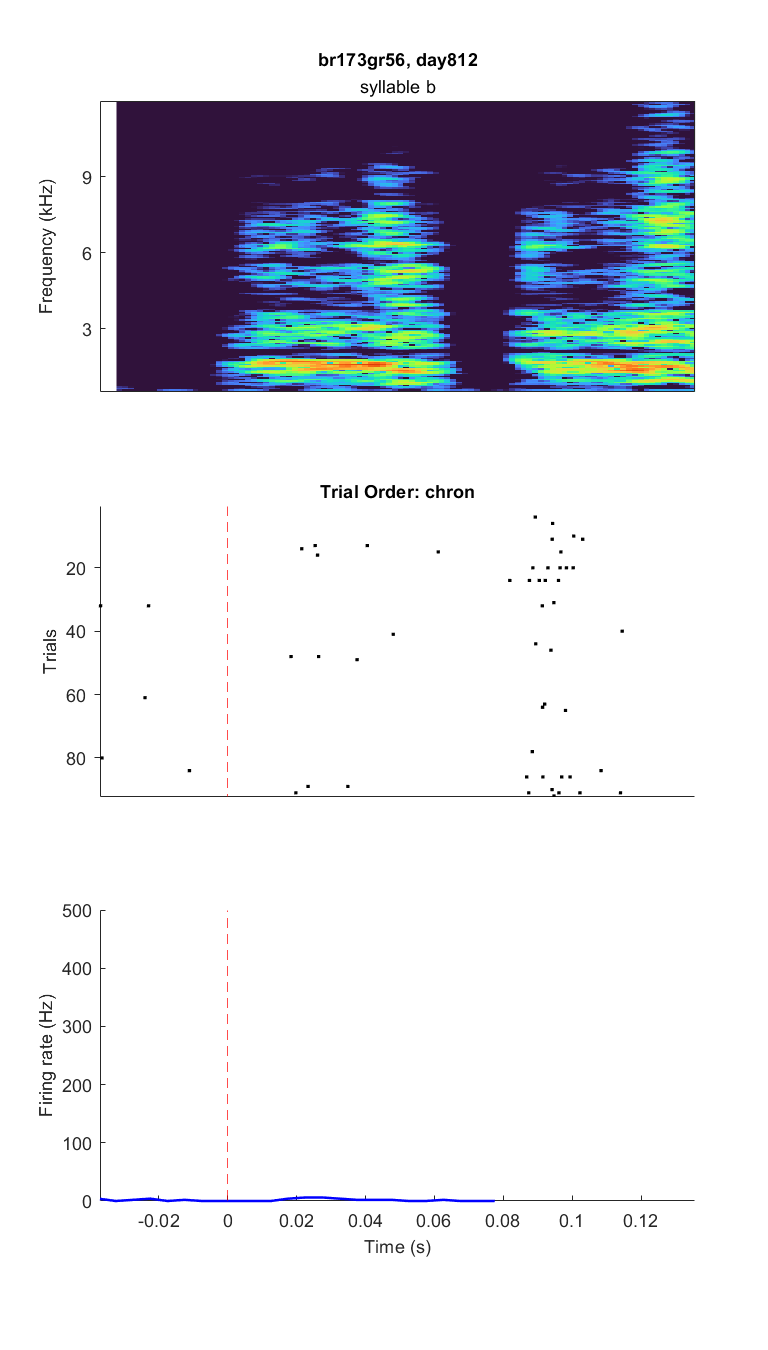 br173gr56, day812
syllable b
9
6
3
Frequency (kHz)
Trial Order: chron
20
40
60
80
Trials
500
400
300
200
100
0
Firing rate (Hz)
-0.02 0 0.02 0.04 0.06 0.08 0.1 0.12
Time (s)